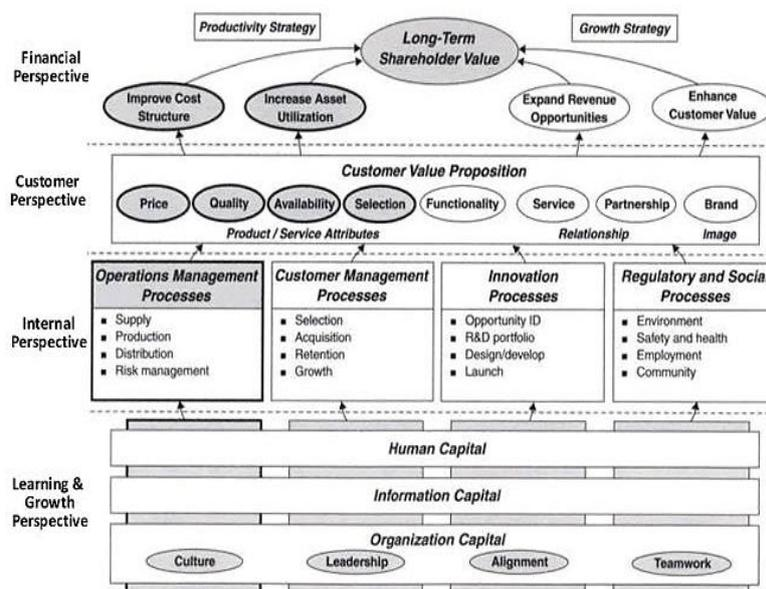 Productivity Strategy
Growth Strategy
Long-Term
Shareholder Value
Financial
Perspective
Improve Cost
Structure
Increase Asset
Utilization
Expand Revenue
Opportunities
Enhance
Customer Value
Customer
Perspective
Customer Value Proposition
Price
Quality
Availability
Selection
Functionality
Service
Partnership
Brand
Product / Service Attributes
Relationship
Image
Internal
Perspective
Operations Management
Processes
▪ Supply
▪ Production
▪ Distribution
▪ Risk management
Customer Management
Processes
▪ Selection
▪ Acquisition
▪ Retention
▪ Growth
Innovation
Processes
▪ Opportunity ID
▪ R&D portfolio
▪ Design/develop
▪ Launch
Regulatory and Social
Processes
▪ Environment
▪ Safety and health
▪ Employment
▪ Community
Learning &
Growth
Perspective
Human Capital
Information Capital
Organization Capital
Culture
Leadership
Alignment
Teamwork